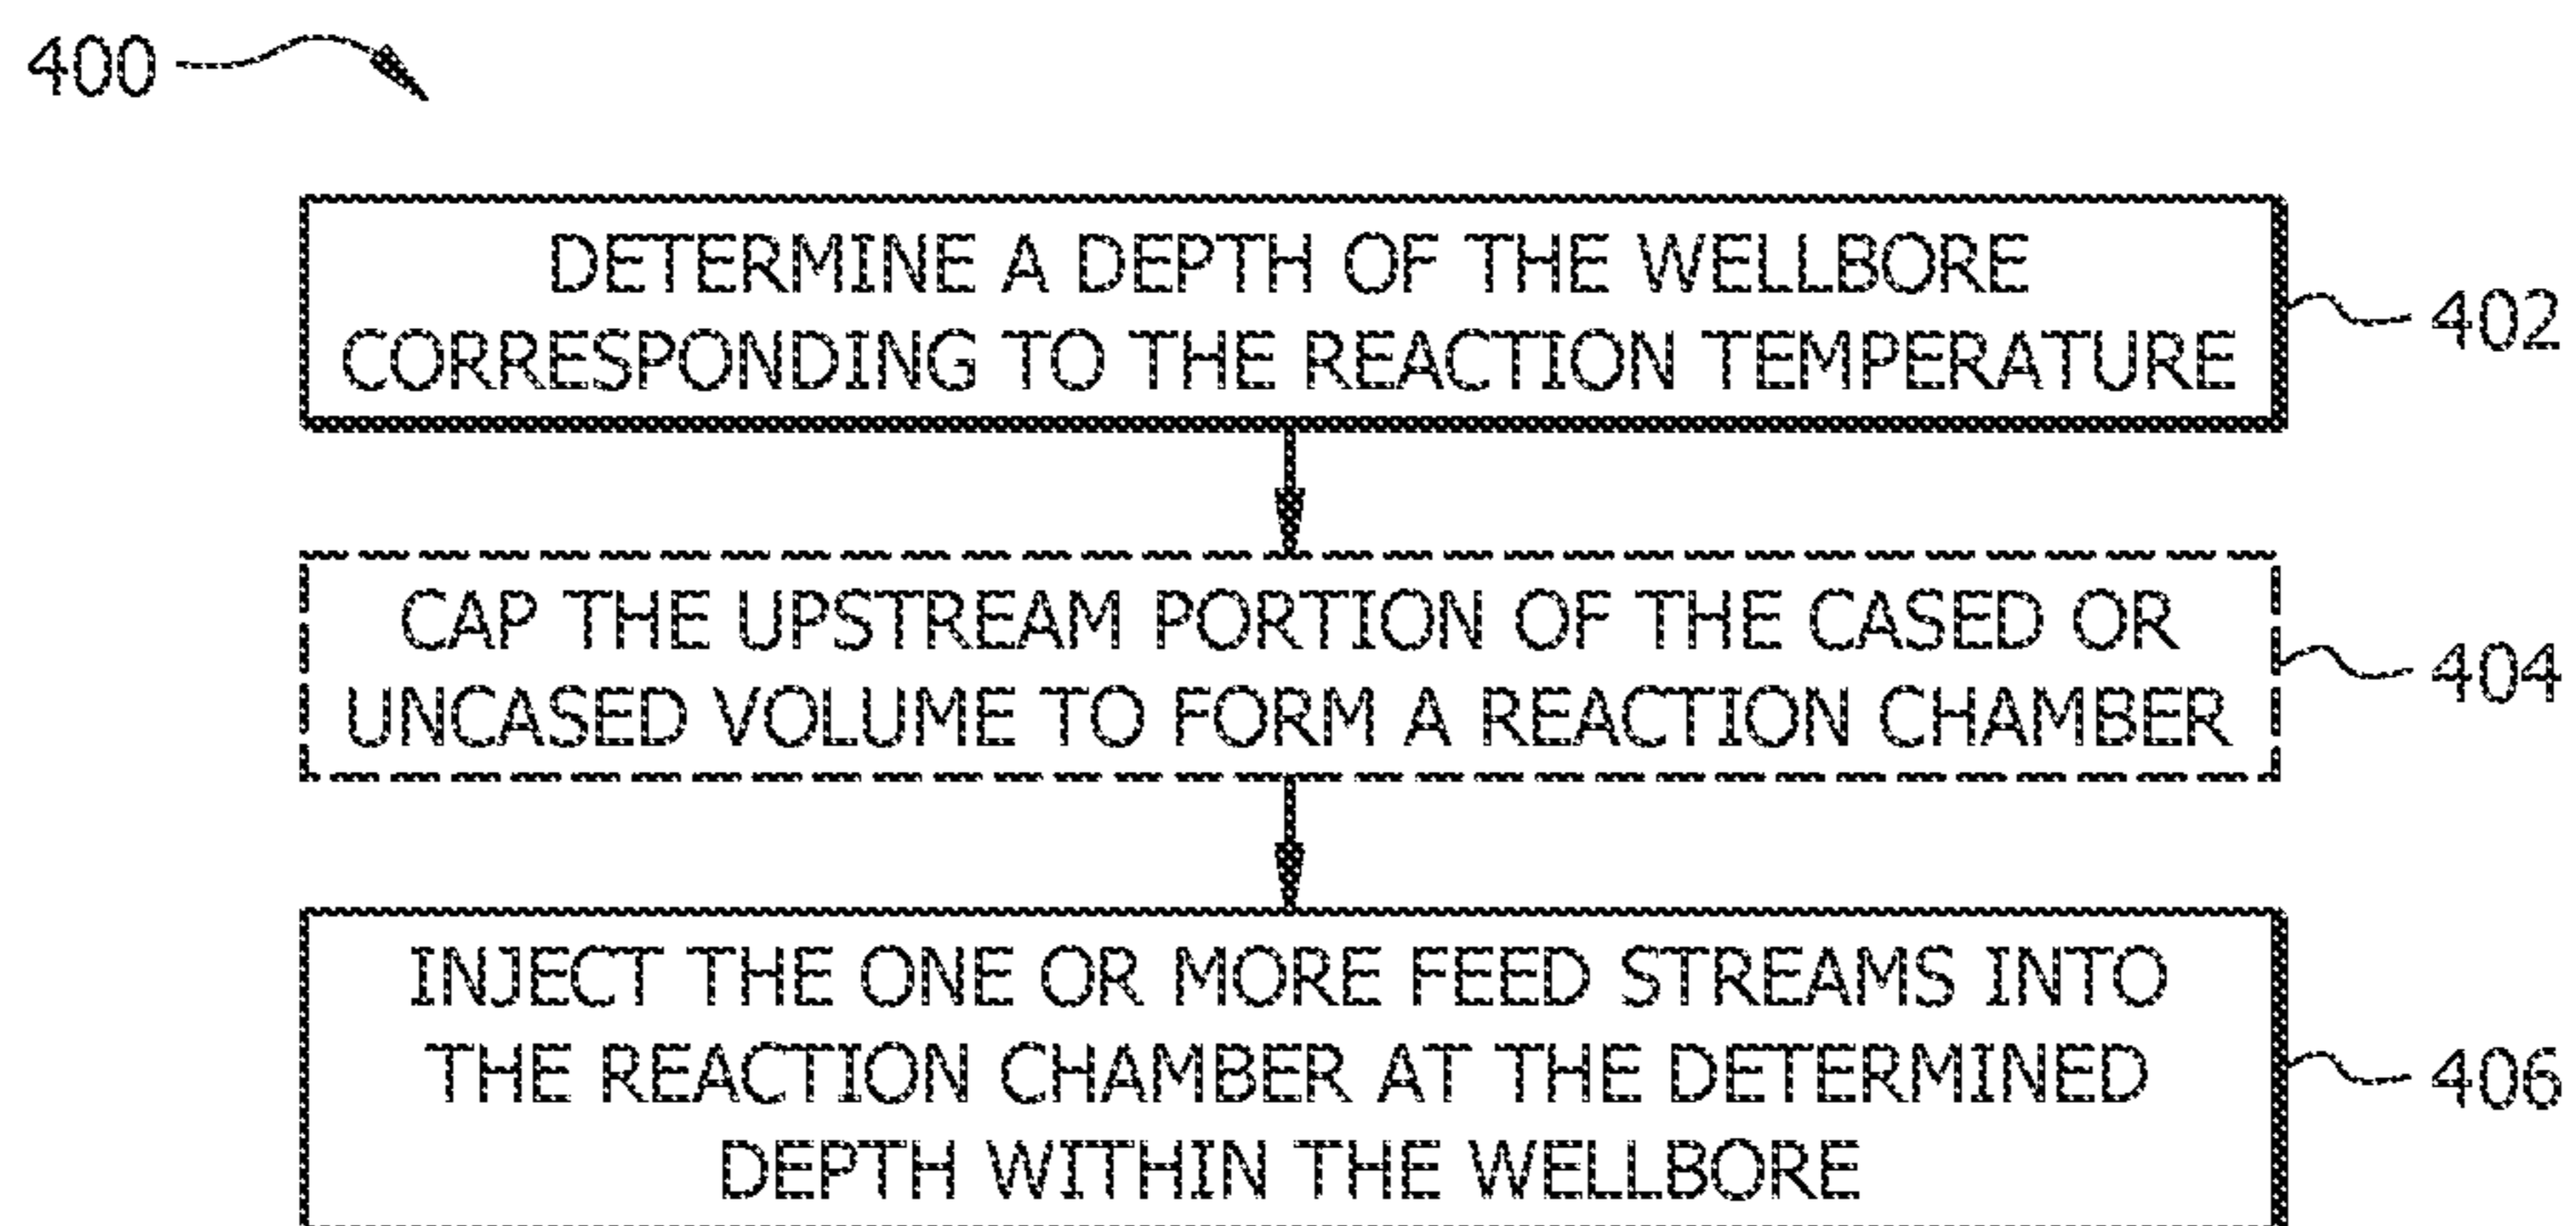 400
DETERMINE A DEPTH OF THE WELLBORE
CORRESPONDING TO THE REACTION TEMPERATURE
402
CAP THE UPSTREAM PORTION OF THE CASED OR
UNCASED VOLUME TO FORM A REACTION CHAMBER
404
INJECT THE ONE OR MORE FEED STREAMS INTO
THE REACTION CHAMBER AT THE DETERMINED
DEPTH WITHIN THE WELLBORE
406